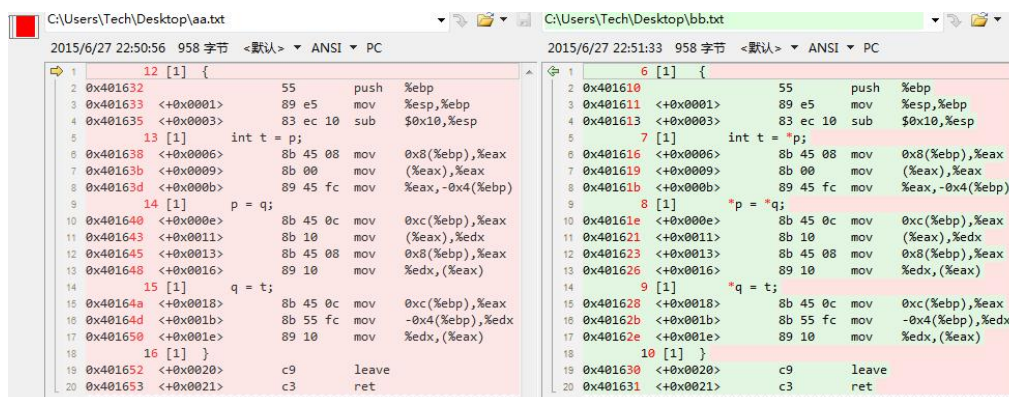 C:\Users\Tech\Desktop\aa.txt
2015/6/27 22:50:56 958 字节 <默认> ▼ ANSI ▼ PC
1 12 [1] {
2 0x401632 55 push %ebp
3 0x401633 <+0x0001> 89 e5 mov %esp,%ebp
4 0x401635 <+0x0003> 83 ec 10 sub $0x10,%esp
5 13 [1] int t = p;
6 0x401638 <+0x0006> 8b 45 08 mov 0x8(%ebp),%eax
7 0x40163b <+0x0009> 8b 00 mov (%eax),%eax
8 0x40163d <+0x000b> 89 45 fc mov %eax,-0x4(%ebp)
9 14 [1] p = q;
10 0x401640 <+0x000e> 8b 45 0c mov 0xc(%ebp),%eax
11 0x401643 <+0x0011> 8b 10 mov (%eax),%edx
12 0x401645 <+0x0013> 8b 45 08 mov 0x8(%ebp),%eax
13 0x401648 <+0x0016> 89 10 mov %edx,(%eax)
14 15 [1] q = t;
15 0x40164a <+0x0018> 8b 45 0c mov 0xc(%ebp),%eax
16 0x40164d <+0x001b> 8b 55 fc mov -0x4(%ebp),%edx
17 0x401650 <+0x001e> 89 10 mov %edx,(%eax)
18 16 [1] }
19 0x401652 <+0x0020> c9 leave
20 0x401653 <+0x0021> c3 ret
C:\Users\Tech\Desktop\bb.txt
2015/6/27 22:51:33 958 字节 <默认> ▼ ANSI ▼ PC
1 6 [1] {
2 0x401610 55 push %ebp
3 0x401611 <+0x0001> 89 e5 mov %esp,%ebp
4 0x401613 <+0x0003> 83 ec 10 sub $0x10,%esp
5 7 [1] int t = *p;
6 0x401616 <+0x0006> 8b 45 08 mov 0x8(%ebp),%eax
7 0x401619 <+0x0009> 8b 00 mov (%eax),%eax
8 0x40161b <+0x000b> 89 45 fc mov %eax,-0x4(%ebp)
9 8 [1] *p = *q;
10 0x40161e <+0x000e> 8b 45 0c mov 0xc(%ebp),%eax
11 0x401621 <+0x0011> 8b 10 mov (%eax),%edx
12 0x401623 <+0x0013> 8b 45 08 mov 0x8(%ebp),%eax
13 0x401626 <+0x0016> 89 10 mov %edx,(%eax)
14 9 [1] *q = t;
15 0x401628 <+0x0018> 8b 45 0c mov 0xc(%ebp),%eax
16 0x40162b <+0x001b> 8b 55 fc mov -0x4(%ebp),%edx
17 0x40162e <+0x001e> 89 10 mov %edx,(%eax)
18 10 [1] }
19 0x401630 <+0x0020> c9 leave
20 0x401631 <+0x0021> c3 ret